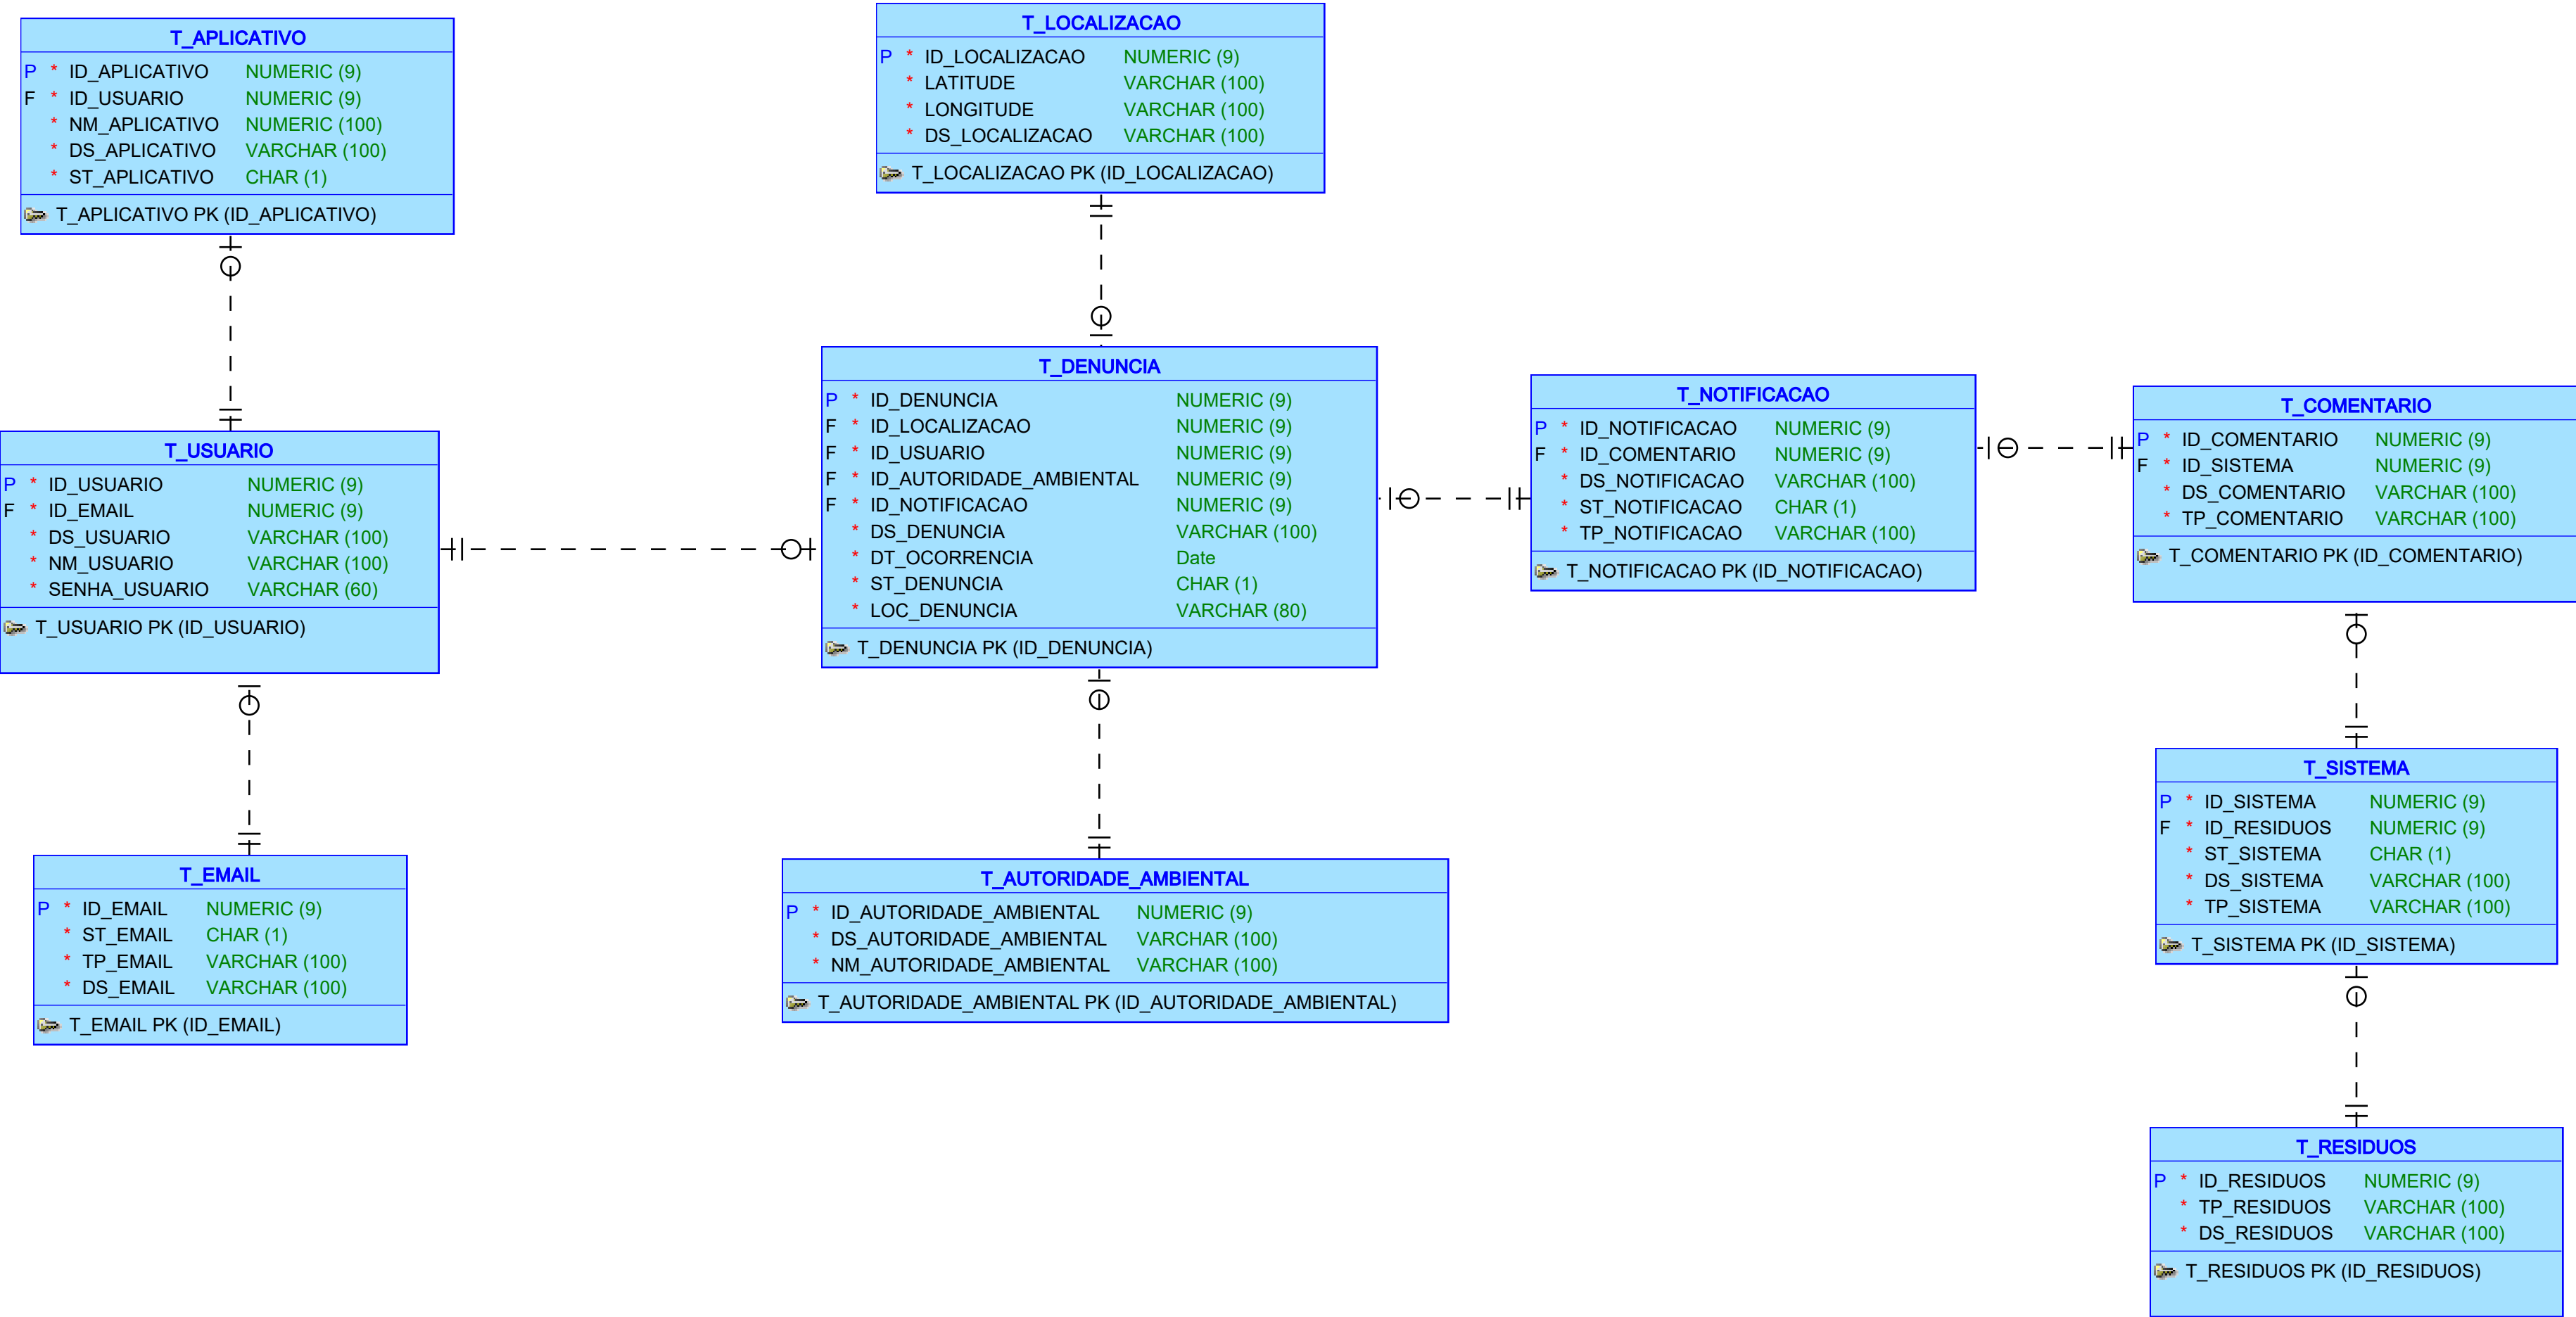 T_APLICATIVO
P * ID_APLICATIVO NUMERIC (9)
F * ID_USUARIO NUMERIC (9)
* NM_APLICATIVO NUMERIC (100)
* DS_APLICATIVO VARCHAR (100)
* ST_APLICATIVO CHAR (1)
T_APLICATIVO PK (ID_APLICATIVO)
T_LOCALIZACAO
P * ID_LOCALIZACAO NUMERIC (9)
* LATITUDE VARCHAR (100)
* LONGITUDE VARCHAR (100)
* DS_LOCALIZACAO VARCHAR (100)
T_LOCALIZACAO PK (ID_LOCALIZACAO)
T_USUARIO
P * ID_USUARIO NUMERIC (9)
F * ID_EMAIL NUMERIC (9)
* DS_USUARIO VARCHAR (100)
* NM_USUARIO VARCHAR (100)
* SENHA_USUARIO VARCHAR (60)
T_USUARIO PK (ID_USUARIO)
T_DENUNCIA
P * ID_DENUNCIA NUMERIC (9)
F * ID_LOCALIZACAO NUMERIC (9)
F * ID_USUARIO NUMERIC (9)
F * ID_AUTORIDADE_AMBIENTAL NUMERIC (9)
F * ID_NOTIFICACAO NUMERIC (9)
* DS_DENUNCIA VARCHAR (100)
* DT_OCORRENCIA Date
* ST_DENUNCIA CHAR (1)
* LOC_DENUNCIA VARCHAR (80)
T_DENUNCIA PK (ID_DENUNCIA)
T_NOTIFICACAO
P * ID_NOTIFICACAO NUMERIC (9)
F * ID_COMENTARIO NUMERIC (9)
* DS_NOTIFICACAO VARCHAR (100)
* ST_NOTIFICACAO CHAR (1)
* TP_NOTIFICACAO VARCHAR (100)
T_NOTIFICACAO PK (ID_NOTIFICACAO)
T_COMENTARIO
P * ID_COMENTARIO NUMERIC (9)
F * ID_SISTEMA NUMERIC (9)
* DS_COMENTARIO VARCHAR (100)
* TP_COMENTARIO VARCHAR (100)
T_COMENTARIO PK (ID_COMENTARIO)
T_EMAIL
P * ID_EMAIL NUMERIC (9)
* ST_EMAIL CHAR (1)
* TP_EMAIL VARCHAR (100)
* DS_EMAIL VARCHAR (100)
T_EMAIL PK (ID_EMAIL)
T_AUTORIDADE_AMBIENTAL
P * ID_AUTORIDADE_AMBIENTAL NUMERIC (9)
* DS_AUTORIDADE_AMBIENTAL VARCHAR (100)
* NM_AUTORIDADE_AMBIENTAL VARCHAR (100)
T_AUTORIDADE_AMBIENTAL PK (ID_AUTORIDADE_AMBIENTAL)
T_SISTEMA
P * ID_SISTEMA NUMERIC (9)
F * ID_RESIDUOS NUMERIC (9)
* ST_SISTEMA CHAR (1)
* DS_SISTEMA VARCHAR (100)
* TP_SISTEMA VARCHAR (100)
T_SISTEMA PK (ID_SISTEMA)
T_RESIDUOS
P * ID_RESIDUOS NUMERIC (9)
* TP_RESIDUOS VARCHAR (100)
* DS_RESIDUOS VARCHAR (100)
T_RESIDUOS PK (ID_RESIDUOS)